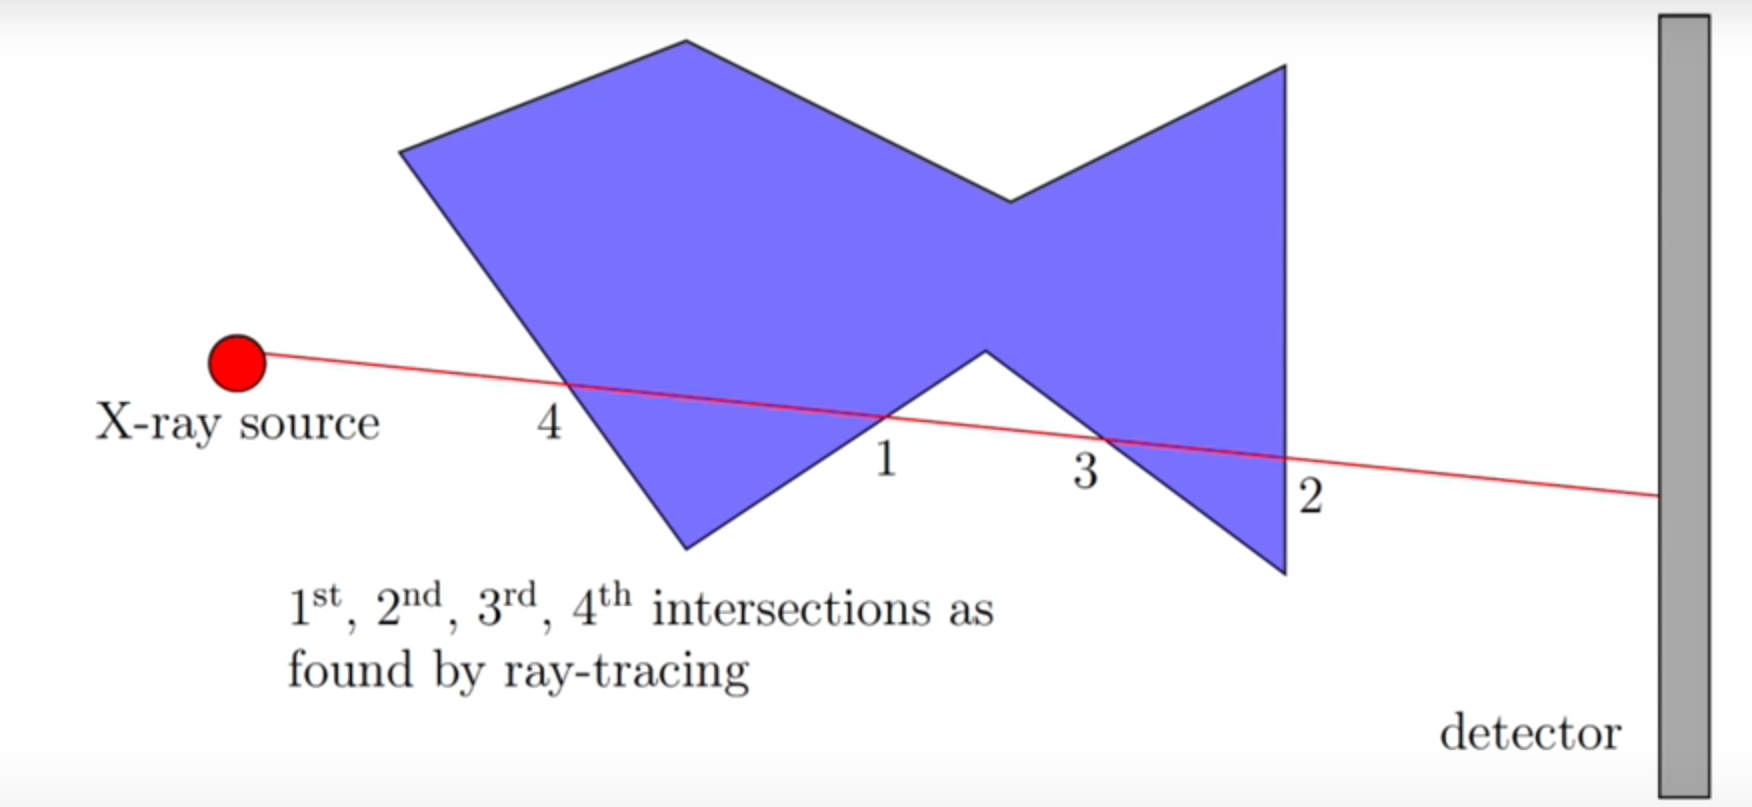 X-ray source
4
1
3
2
1st, 2nd, 3rd, 4th intersections as
found by ray-tracing
detector